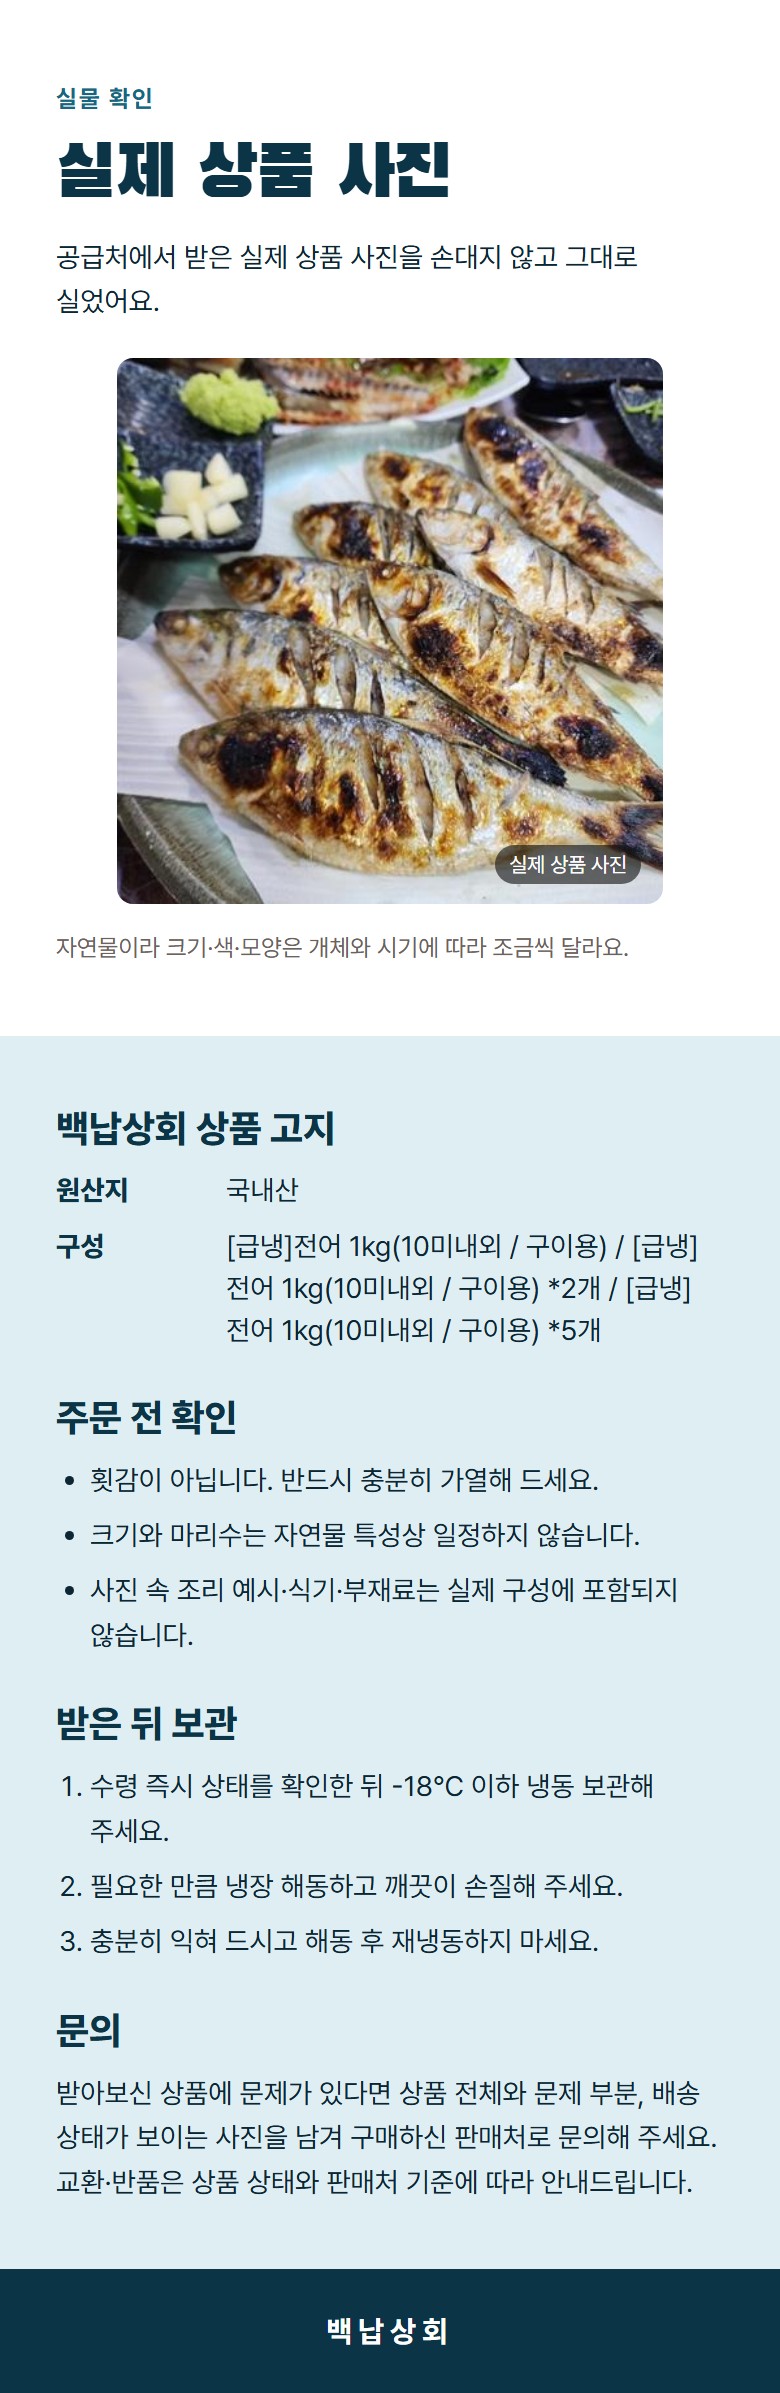 실물 확인
실제 상품 사진
공급처에서 받은 실제 상품 사진을 손대지 않고 그대로
실었어요.
실제 상품 사진
자연물이라 크기·색·모양은 개체와 시기에 따라 조금씩 달라요.
백납상회 상품 고지
원산지 국내산
구성 [급냉]전어 1kg(10미내외 / 구이용) / [급냉]
전어 1kg(10미내외 / 구이용) *2개 / [급냉]
전어 1kg(10미내외 / 구이용) *5개
주문 전 확인
• 횟감이 아닙니다. 반드시 충분히 가열해 드세요.
• 크기와 마리수는 자연물 특성상 일정하지 않습니다.
• 사진 속 조리 예시·식기·부재료는 실제 구성에 포함되지
않습니다.
받은 뒤 보관
1. 수령 즉시 상태를 확인한 뒤 -18°C 이하 냉동 보관해
주세요.
2. 필요한 만큼 냉장 해동하고 깨끗이 손질해 주세요.
3. 충분히 익혀 드시고 해동 후 재냉동하지 마세요.
문의
받아보신 상품에 문제가 있다면 상품 전체와 문제 부분, 배송
상태가 보이는 사진을 남겨 구매하신 판매처로 문의해 주세요.
교환·반품은 상품 상태와 판매처 기준에 따라 안내드립니다.
백납상회